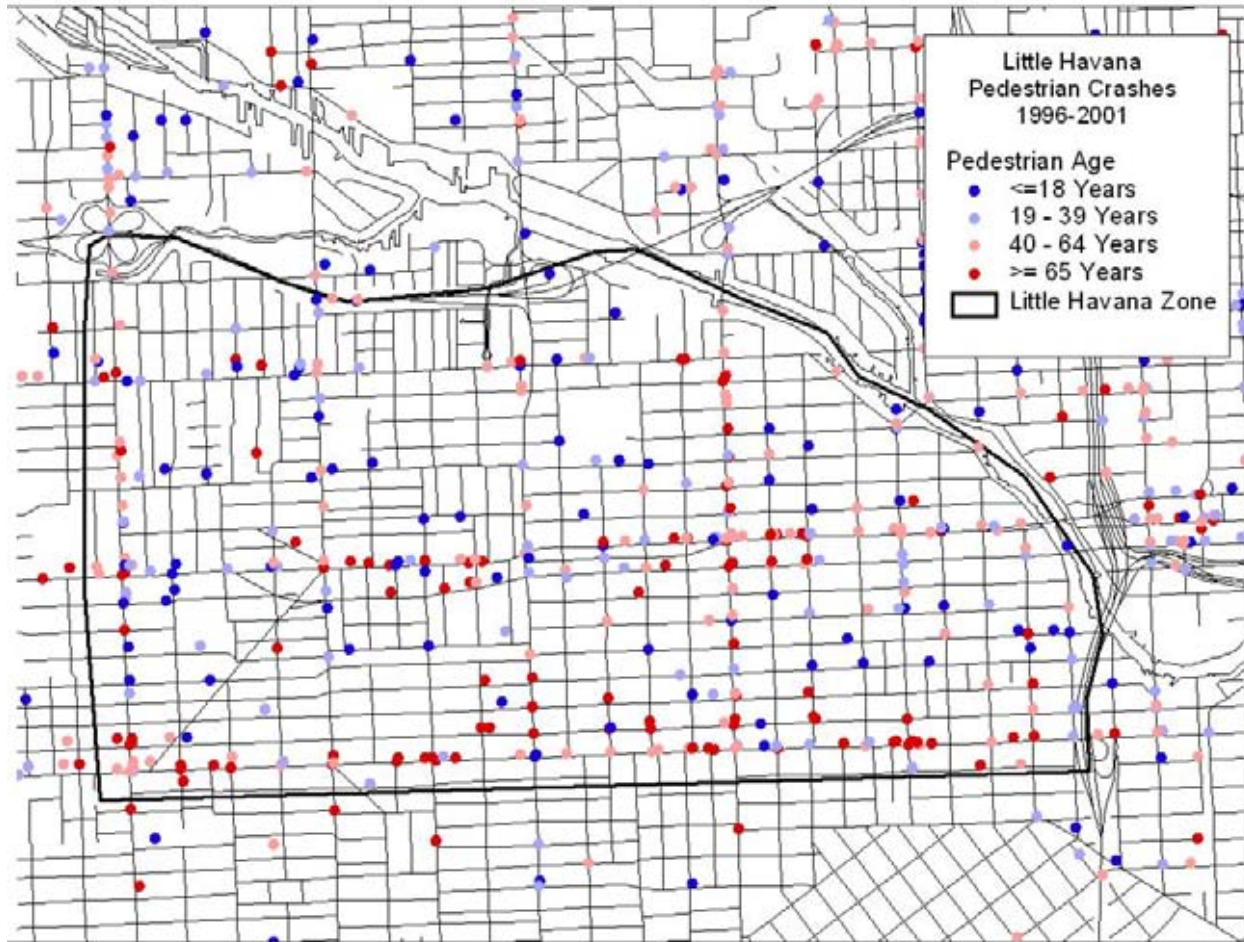 Little Havana
Pedestrian Crashes
1996-2001
Pedestrian Age
<=18 Years
19 - 39 Years
40 - 64 Years
>= 65 Years
Little Havana Zone